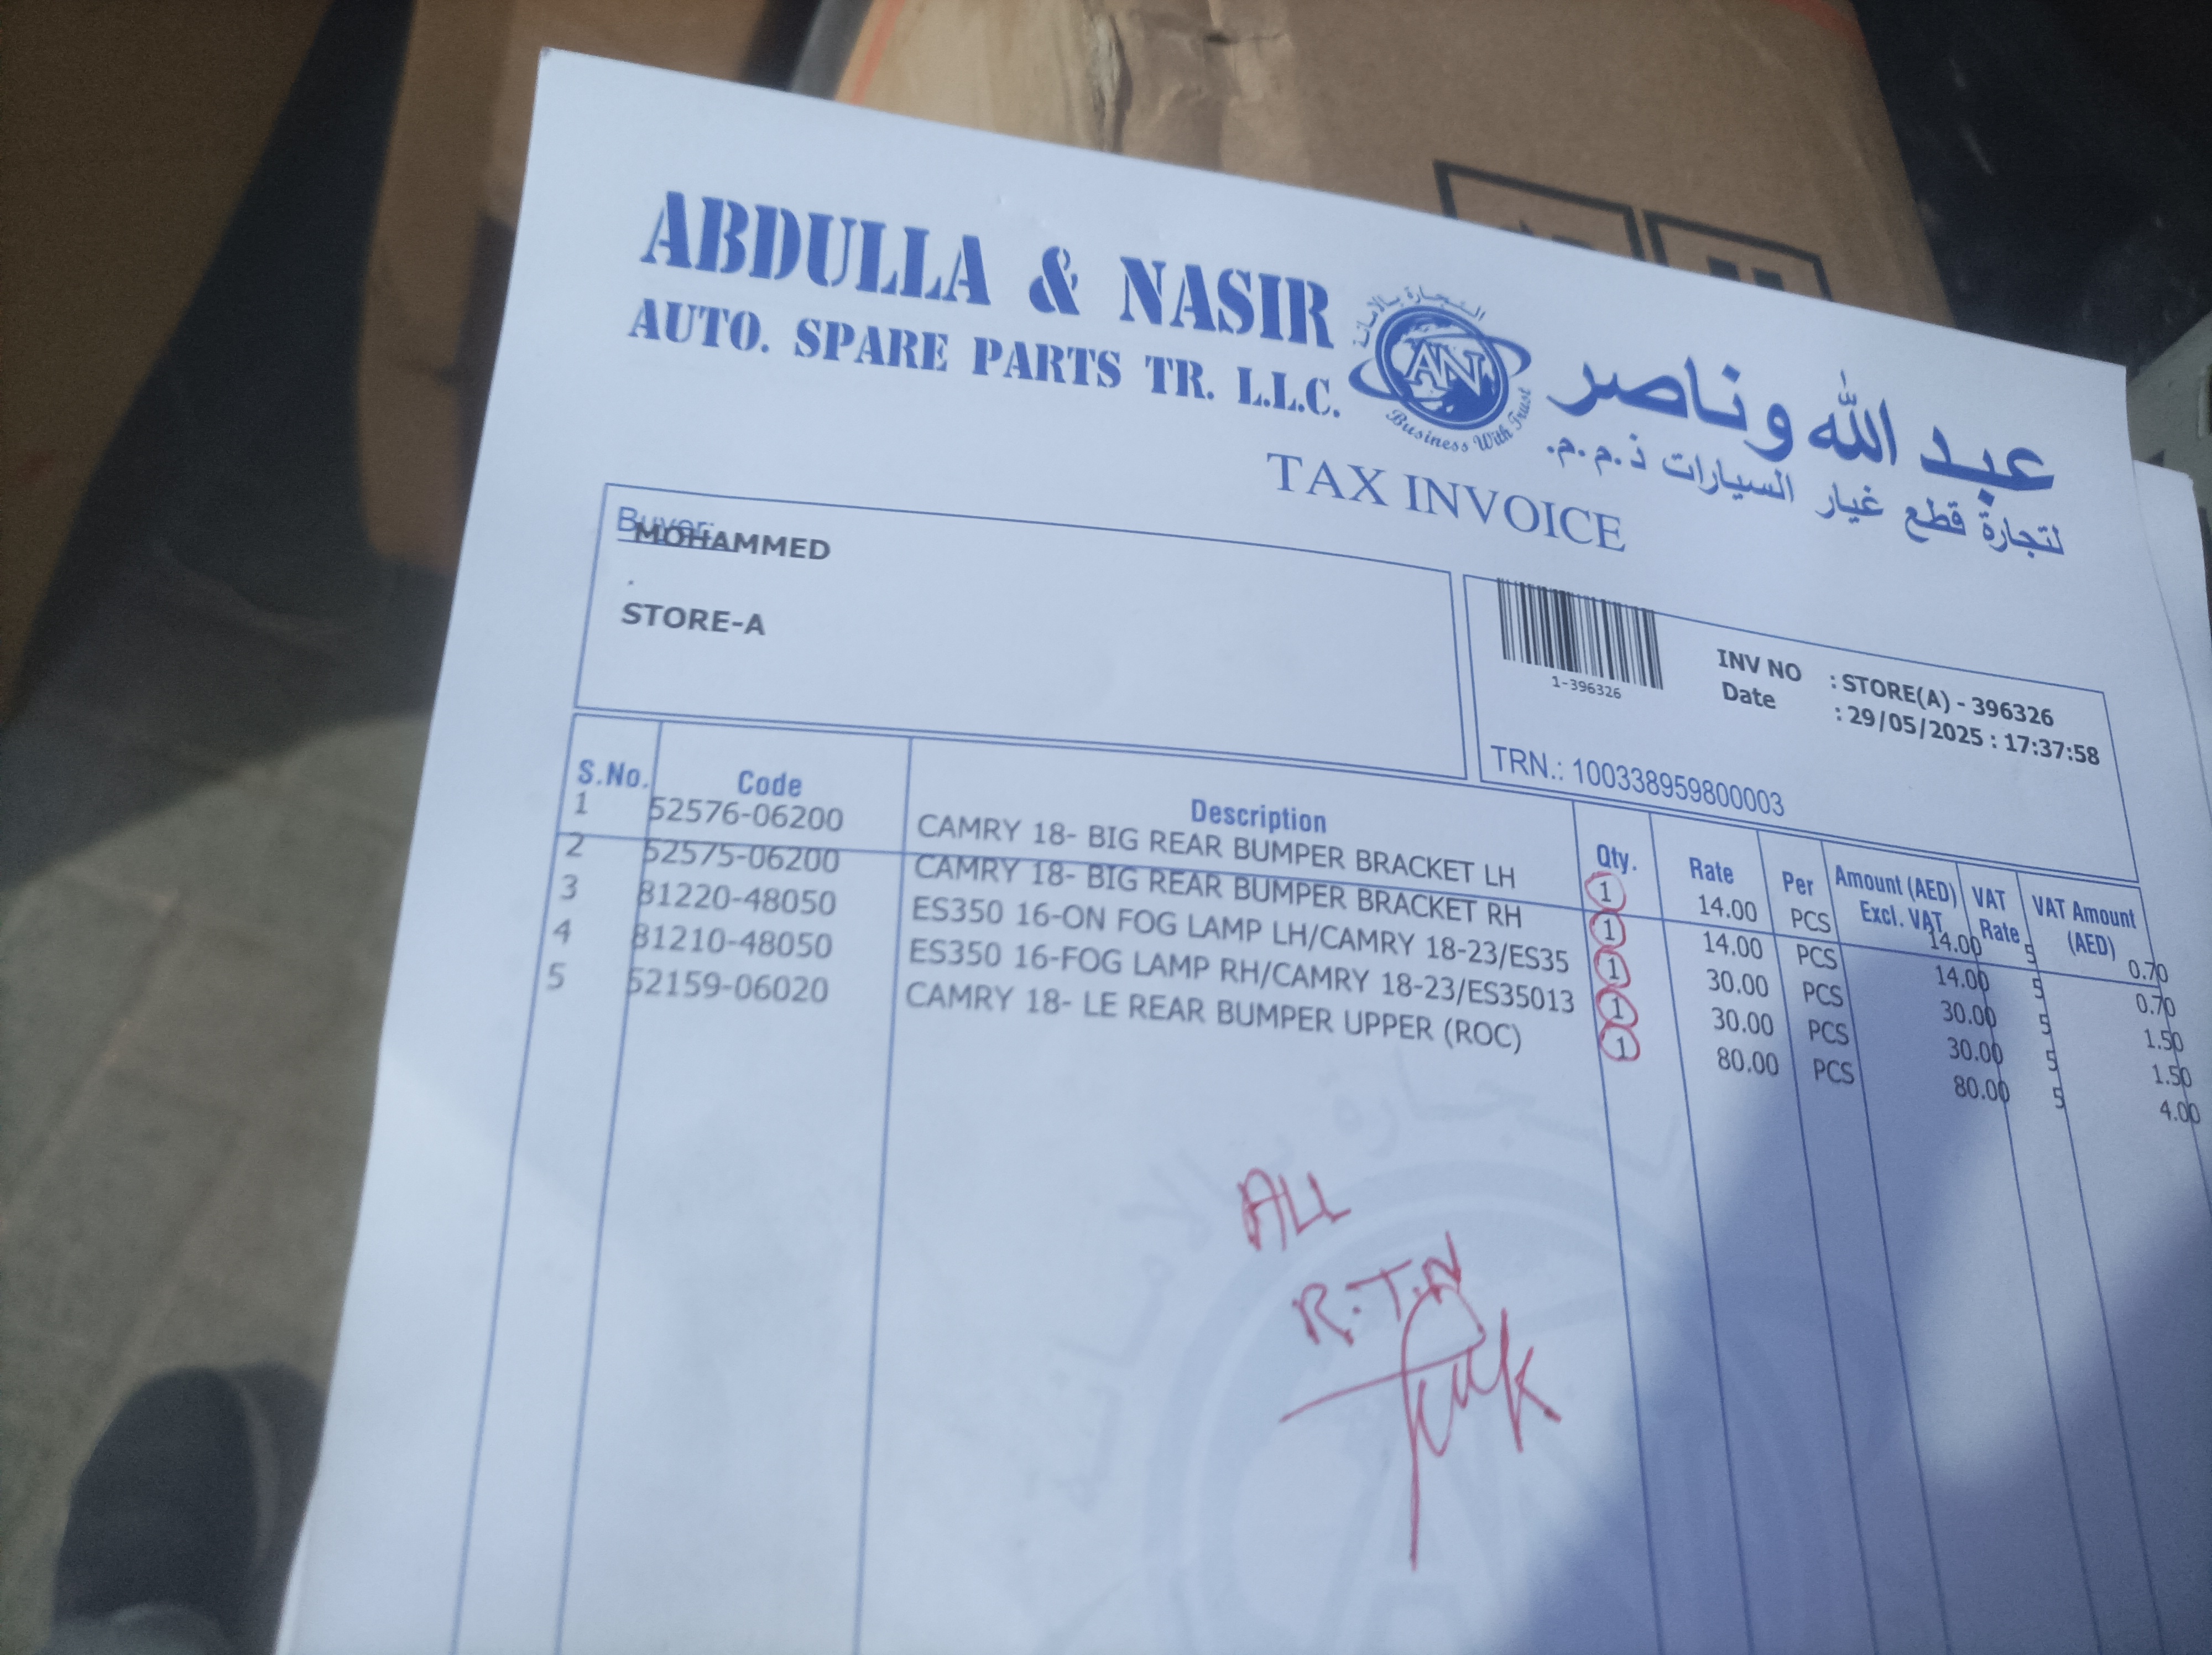 ABDULLA & NASIR
AUTO. SPARE PARTS TR. L.L.C.
التجارة بالامانة
AN
Business With Trust
عبد الله وناصر
لتجارة قطع غيار السيارات ذ.م.م.
TAX INVOICE
Buyer:
MOHAMMED
.
STORE-A
1-396326
INV NO : STORE(A) - 396326
Date : 29/05/2025 : 17:37:58
TRN.: 100338959800003
S.No. Code Description Qty. Rate Per Amount (AED) Excl. VAT VAT Rate VAT Amount (AED)
1 52576-06200 CAMRY 18- BIG REAR BUMPER BRACKET LH 1 14.00 PCS 14.00 5 0.70
2 52575-06200 CAMRY 18- BIG REAR BUMPER BRACKET RH 1 14.00 PCS 14.00 5 0.70
3 81220-48050 ES350 16-ON FOG LAMP LH/CAMRY 18-23/ES35 1 30.00 PCS 30.00 5 1.50
4 81210-48050 ES350 16-FOG LAMP RH/CAMRY 18-23/ES35013 1 30.00 PCS 30.00 5 1.50
5 52159-06020 CAMRY 18- LE REAR BUMPER UPPER (ROC) 1 80.00 PCS 80.00 5 4.00
التجارة بالامانة
ALL
R.T.N